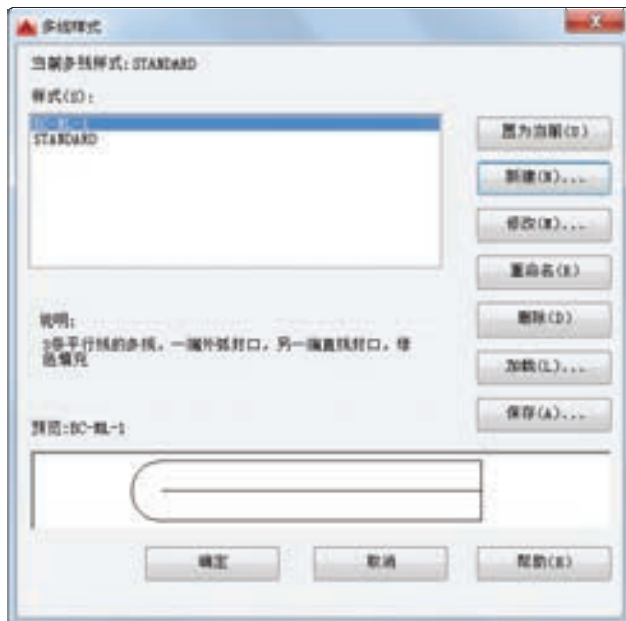 多线样式
当前多线样式:STANDARD
样式(S):
STANDARD
置为当前(U)
新建(N)...
修改(M)...
重命名(R)
删除(D)
加载(L)...
保存(A)...
说明:
3条平行线的多线,一端外弧封口,另一端直线封口,绿
色填充
预览:BC-ML-1
确定
取消
帮助(H)